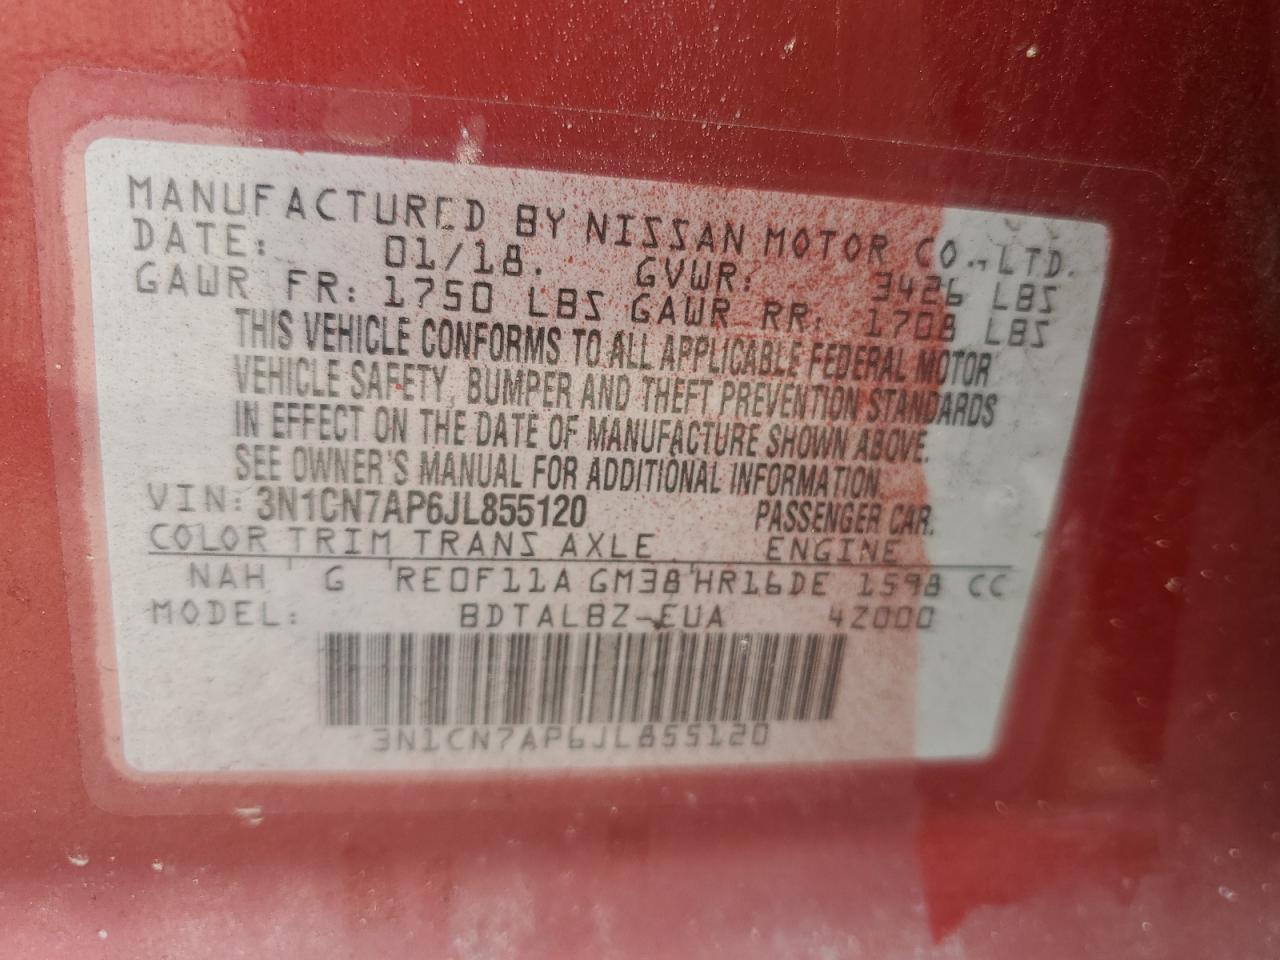 MANUFACTURED BY NISSAN MOTOR CO., LTD.
DATE: 01/18. GVWR: 3426 LBS
GAWR FR: 1750 LBS GAWR RR: 1708 LBS
THIS VEHICLE CONFORMS TO ALL APPLICABLE FEDERAL MOTOR
VEHICLE SAFETY, BUMPER AND THEFT PREVENTION STANDARDS
IN EFFECT ON THE DATE OF MANUFACTURE SHOWN ABOVE.
SEE OWNER'S MANUAL FOR ADDITIONAL INFORMATION.
VIN: 3N1CN7AP6JL855120 PASSENGER CAR.
COLOR TRIM TRANS AXLE ENGINE
NAH G RE0F11A GM38 HR16DE 1598 CC
MODEL: BDTALBZ-EUA 4Z000
3N1CN7AP6JL855120